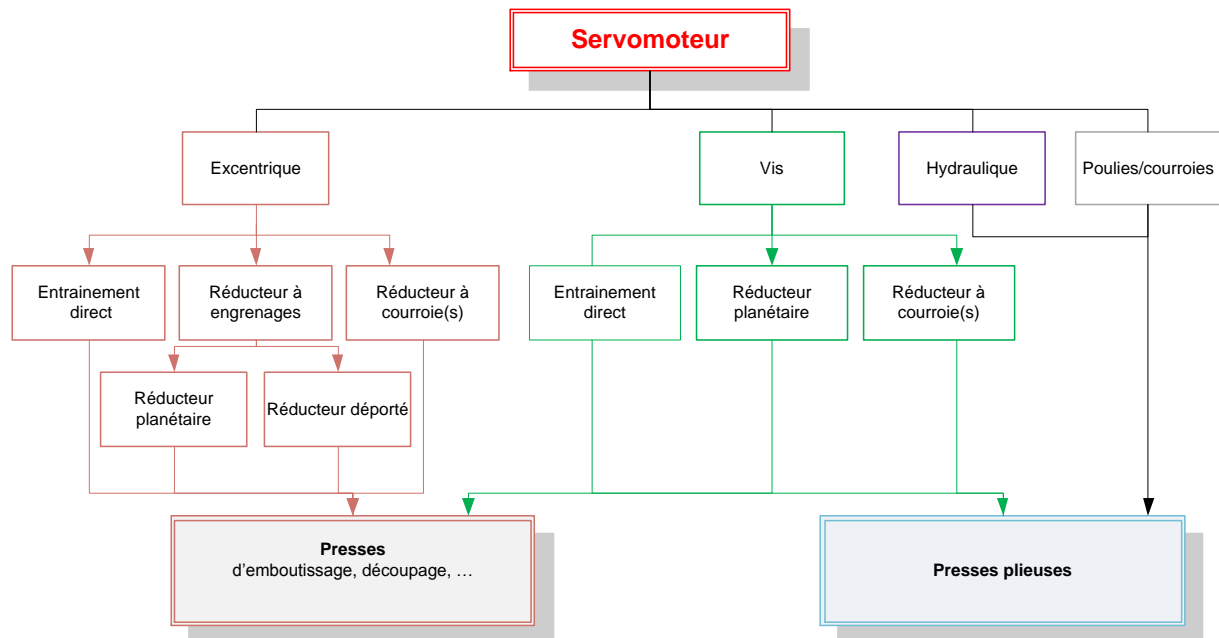 Servomoteur
Excentrique
Vis
Hydraulique
Poulies/courroies
Entrainement
direct
Réducteur à
engrenages
Réducteur à
courroie(s)
Entrainement
direct
Réducteur
planétaire
Réducteur à
courroie(s)
Réducteur
planétaire
Réducteur déporté
Presses
d'emboutissage, découpage, …
Presses plieuses